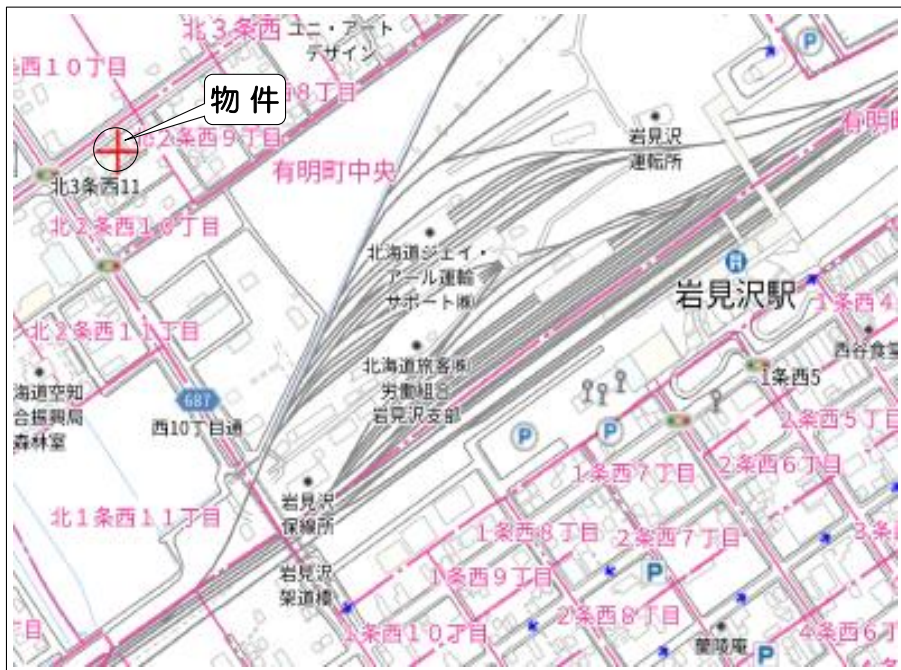 北3条西
ユニ・アート
デザイン
西10丁目
西8丁目
物 件
北2条西9丁目
岩見沢
運転所
有明町
有明町中央
北3条西11
北2条西10丁目
北海道ジェイ・
アール運輸
サポート㈱
岩見沢駅
1条西4
北2条西11丁目
西谷食堂
北海道旅客㈱
労働組合
岩見沢支部
1条西5
海道空知
合振興局
森林室
687
西10丁目通
2条西5丁目
P
P
P
1条西7丁目
2条西6丁目
岩見沢
保線所
北1条西11丁目
1条西8丁目
2条西7丁目
3条
岩見沢
架道橋
1条西9丁目
P
2条西8丁目
1条西10丁目
蘭陵庵
P
4条西6丁
丁目